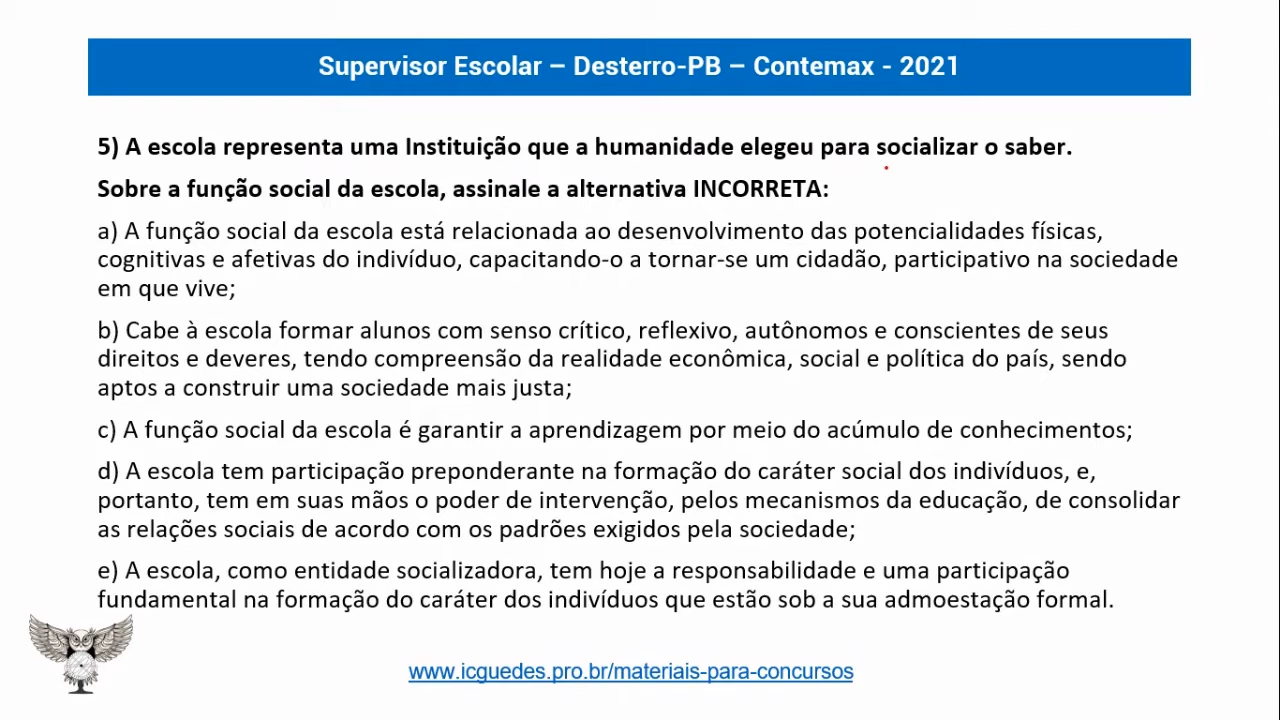 Supervisor Escolar – Desterro-PB – Contemax - 2021
5) A escola representa uma Instituição que a humanidade elegeu para socializar o saber.
Sobre a função social da escola, assinale a alternativa INCORRETA:
a) A função social da escola está relacionada ao desenvolvimento das potencialidades físicas,
cognitivas e afetivas do indivíduo, capacitando-o a tornar-se um cidadão, participativo na sociedade
em que vive;
b) Cabe à escola formar alunos com senso crítico, reflexivo, autônomos e conscientes de seus
direitos e deveres, tendo compreensão da realidade econômica, social e política do país, sendo
aptos a construir uma sociedade mais justa;
c) A função social da escola é garantir a aprendizagem por meio do acúmulo de conhecimentos;
d) A escola tem participação preponderante na formação do caráter social dos indivíduos, e,
portanto, tem em suas mãos o poder de intervenção, pelos mecanismos da educação, de consolidar
as relações sociais de acordo com os padrões exigidos pela sociedade;
e) A escola, como entidade socializadora, tem hoje a responsabilidade e uma participação
fundamental na formação do caráter dos indivíduos que estão sob a sua admoestação formal.
www.icguedes.pro.br/materiais-para-concursos